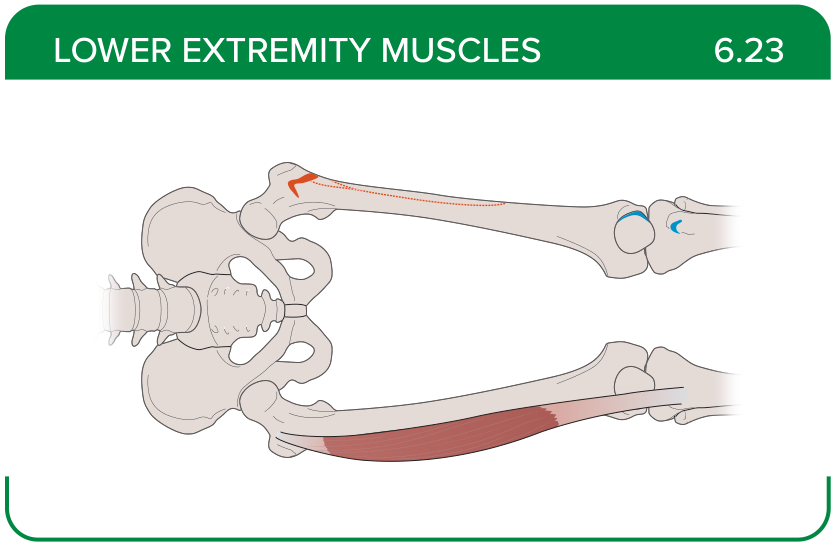 LOWER EXTREMITY MUSCLES
6.23